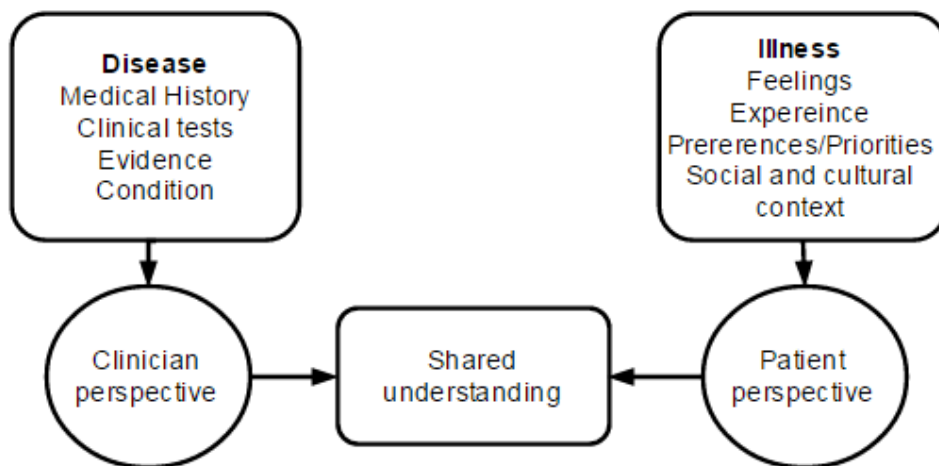 Disease
Medical History
Clinical tests
Evidence
Condition
Illness
Feelings
Expereince
Prererences/Priorities
Social and cultural
context
Clinician
perspective
Shared
understanding
Patient
perspective